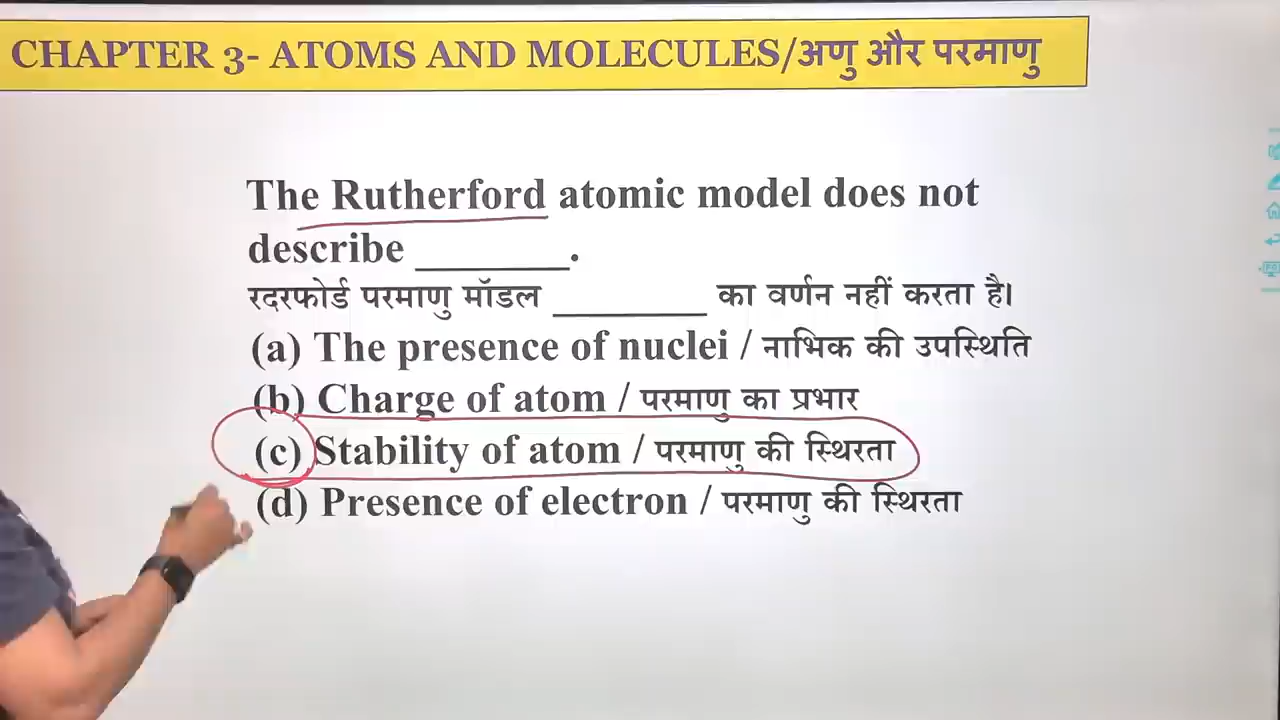 CHAPTER 3- ATOMS AND MOLECULES/अणु और परमाणु
The Rutherford atomic model does not
describe _______.
रदरफोर्ड परमाणु मॉडल _______ का वर्णन नहीं करता है।
(a) The presence of nuclei / नाभिक की उपस्थिति
(b) Charge of atom / परमाणु का प्रभार
(c) Stability of atom / परमाणु की स्थिरता
(d) Presence of electron / परमाणु की स्थिरता